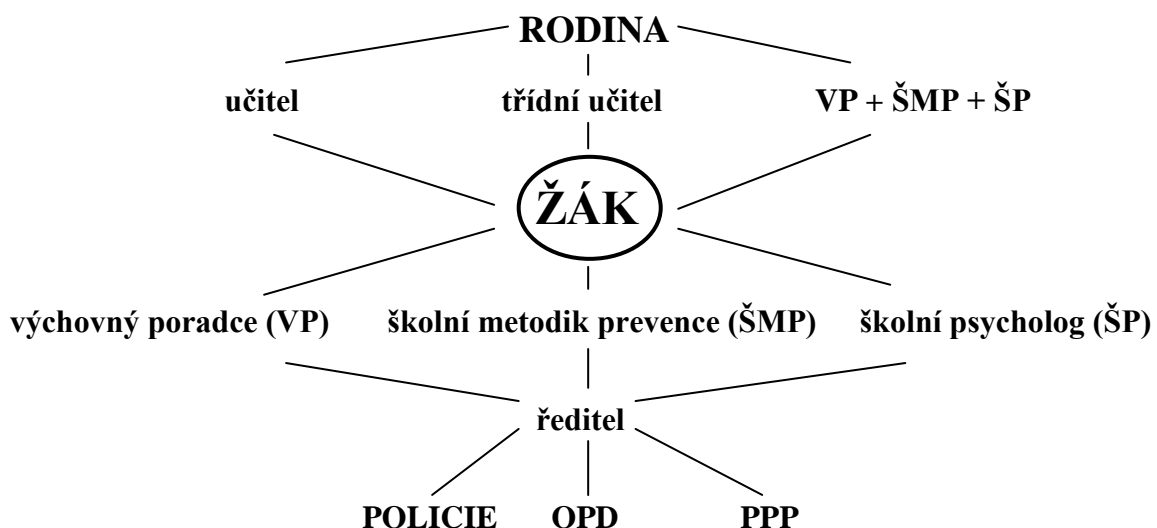 RODINA
učitel třídní učitel VP + ŠMP + ŠP
ŽÁK
výchovný poradce (VP) školní metodik prevence (ŠMP) školní psycholog (ŠP)
ředitel
POLICIE OPD PPP